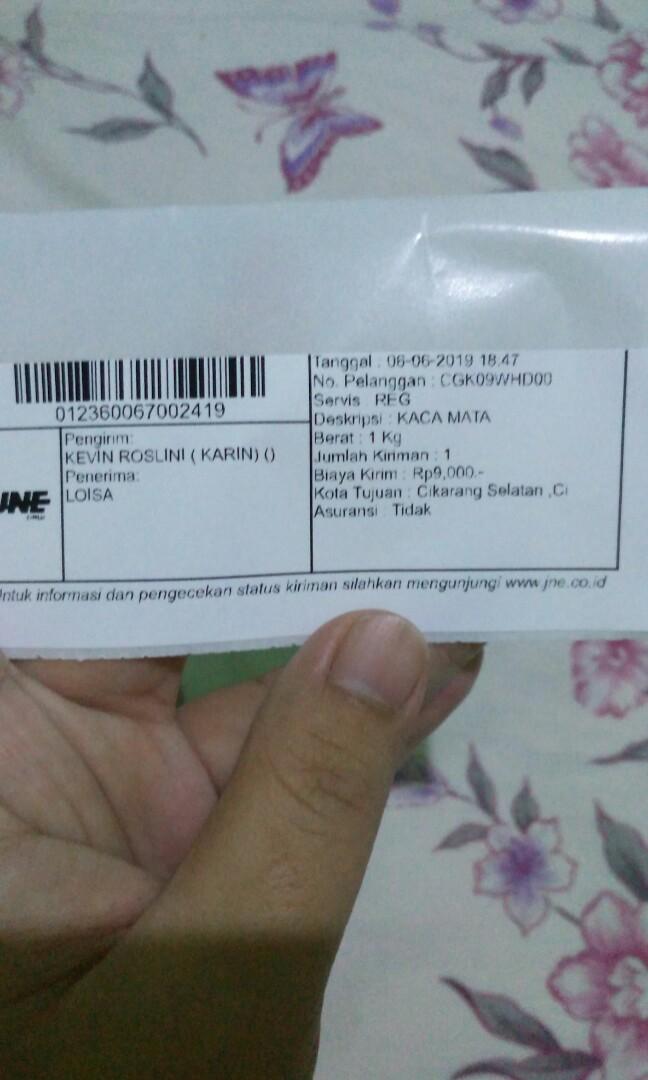 012360067002419
Pengirim:
KEVIN ROSLINI ( KARIN) ()
Penerima:
LOISA
JNE
Tanggal : 06-06-2019 18.47
No. Pelanggan : CGK09WHD00
Servis : REG
Deskripsi : KACA MATA
Berat : 1 Kg
Jumlah Kiriman : 1
Biaya Kirim : Rp9,000.-
Kota Tujuan : Cikarang Selatan ,Ci
Asuransi : Tidak
Untuk informasi dan pengecekan status kiriman silahkan mengunjungi www.jne.co.id